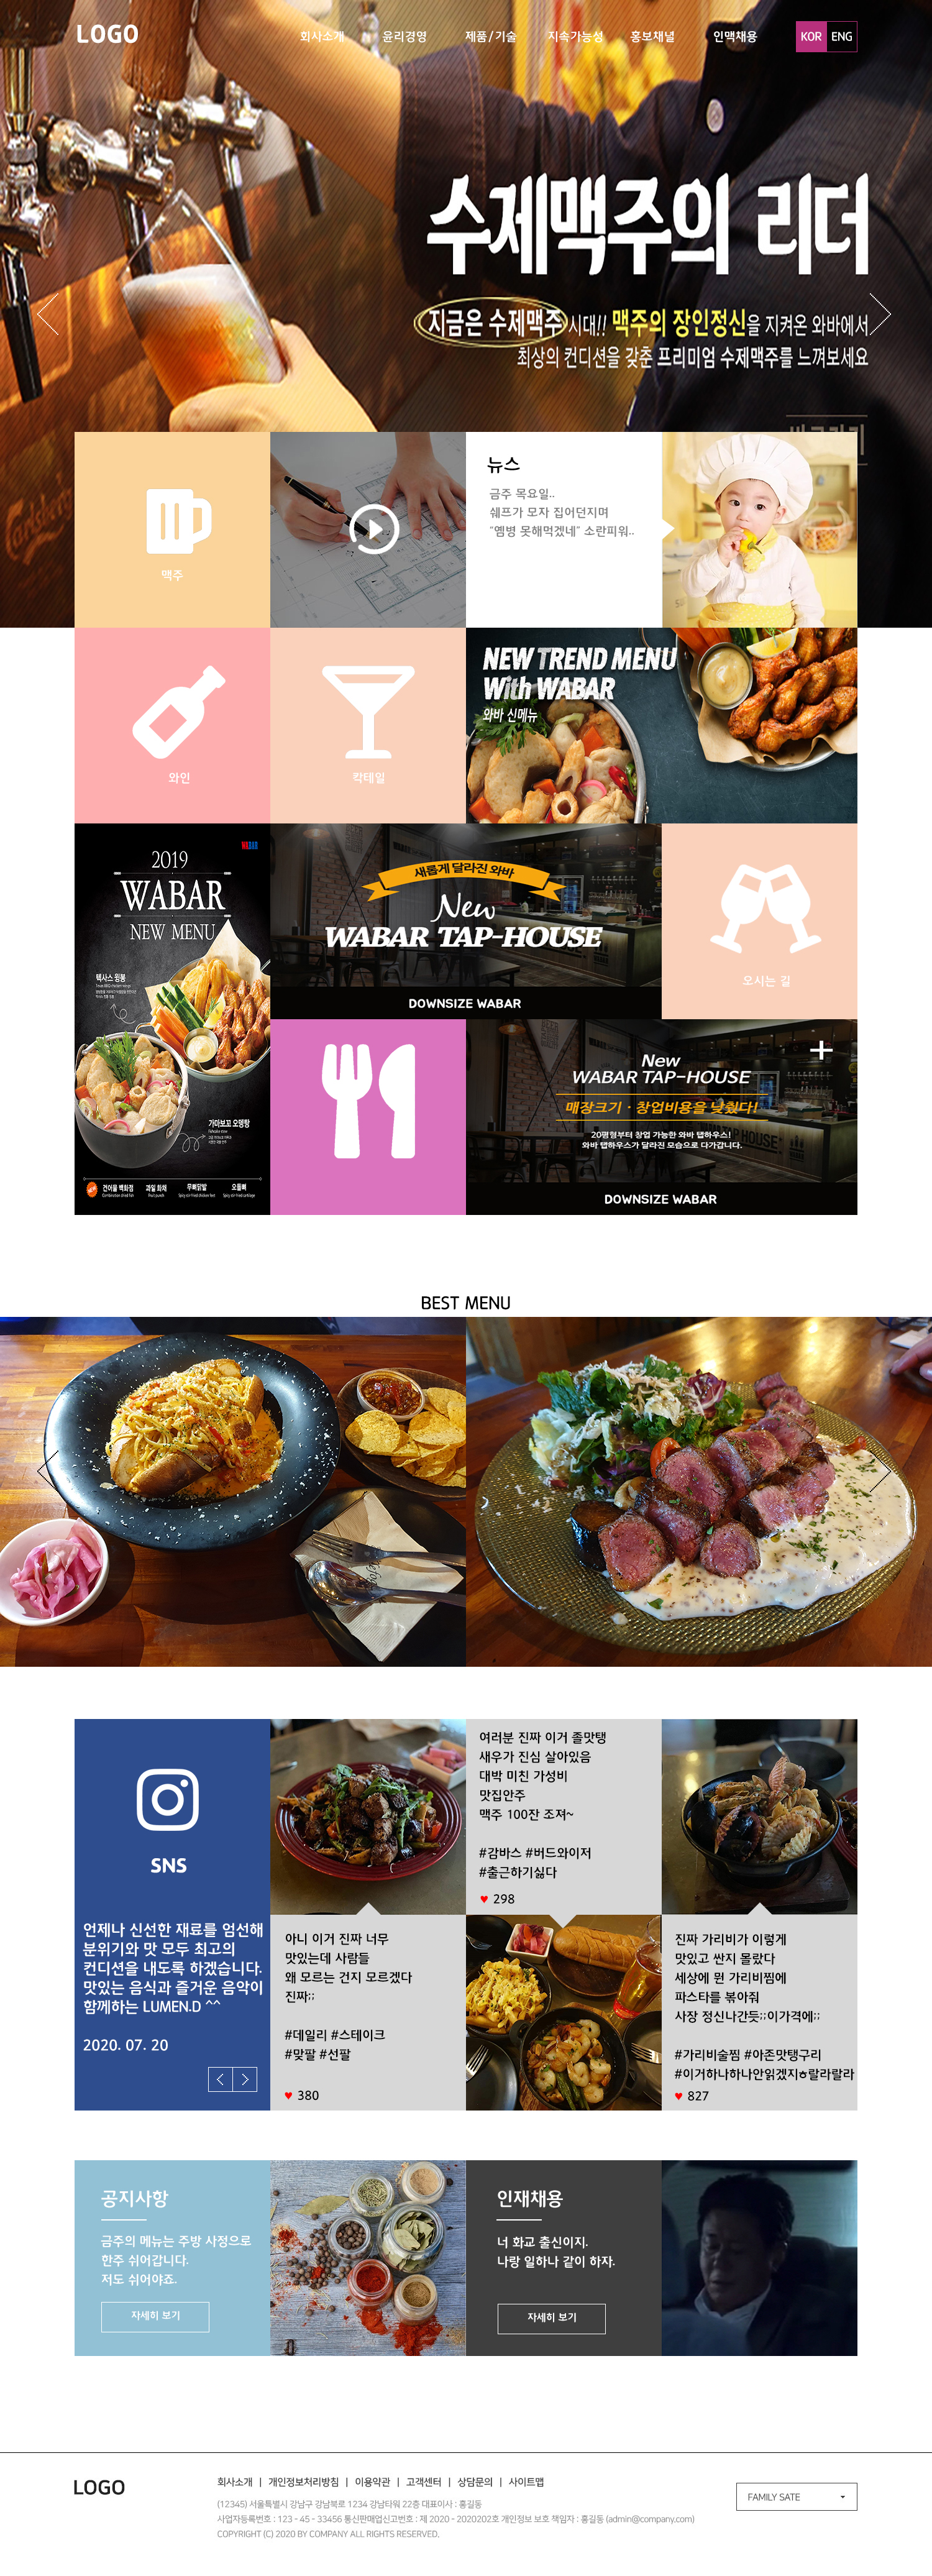 LOGO
회사소개
윤리경영
제품/기술
지속가능성
홍보채널
인맥채용
KOR ENG
수제맥주의 리더
지금은 수제맥주 시대!! 맥주의 장인정신을 지켜온 와바에서
최상의 컨디션을 갖춘 프리미엄 수제맥주를 느껴보세요
맥주
뉴스
금주 목요일..
쉐프가 모자 집어던지며
"옘병 못해먹겠네" 소란피워..
와인
칵테일
NEW TREND MENU
With WABAR
와바 신메뉴
WABAR
2019
WABAR
NEW MENU
텍사스 윙봉
가마보꼬 오뎅탕
건어물 백화점
과일 화채
무뼈닭발
오돌뼈
새롭게 달라진 와바
New
WABAR TAP-HOUSE
DOWNSIZE WABAR
오시는 길
New
WABAR TAP-HOUSE
매장크기 · 창업비용을 낮췄다!
20평형부터 창업 가능한 와바 탭하우스!
와바 탭하우스가 달라진 모습으로 다가갑니다.
DOWNSIZE WABAR
BEST MENU
SNS
언제나 신선한 재료를 엄선해
분위기와 맛 모두 최고의
컨디션을 내도록 하겠습니다.
맛있는 음식과 즐거운 음악이
함께하는 LUMEN.D ^^
2020. 07. 20
아니 이거 진짜 너무
맛있는데 사람들
왜 모르는 건지 모르겠다
진짜;;
#데일리 #스테이크
#맞팔 #선팔
♥ 380
여러분 진짜 이거 졸맛탱
새우가 진심 살아있음
대박 미친 가성비
맛집안주
맥주 100잔 조져~
#감바스 #버드와이저
#출근하기싫다
♥ 298
진짜 가리비가 이렇게
맛있고 싼지 몰랐다
세상에 뭔 가리비찜에
파스타를 볶아줘
사장 정신나간듯;;이가격에;;
#가리비술찜 #아존맛탱구리
#이거하나하나안읽겠지ㅎ랄라랄라
♥ 827
공지사항
금주의 메뉴는 주방 사정으로
한주 쉬어갑니다.
저도 쉬어야죠.
자세히 보기
인재채용
너 화교 출신이지.
나랑 일하나 같이 하자.
자세히 보기
LOGO
회사소개 | 개인정보처리방침 | 이용약관 | 고객센터 | 상담문의 | 사이트맵
(12345) 서울특별시 강남구 강남북로 1234 강남타워 22층 대표이사 : 홍길동
사업자등록번호 : 123 - 45 - 33456 통신판매업신고번호 : 제 2020 - 2020202호 개인정보 보호 책임자 : 홍길동 (admin@company.com)
COPYRIGHT (C) 2020 BY COMPANY ALL RIGHTS RESERVED.
FAMILY SATE